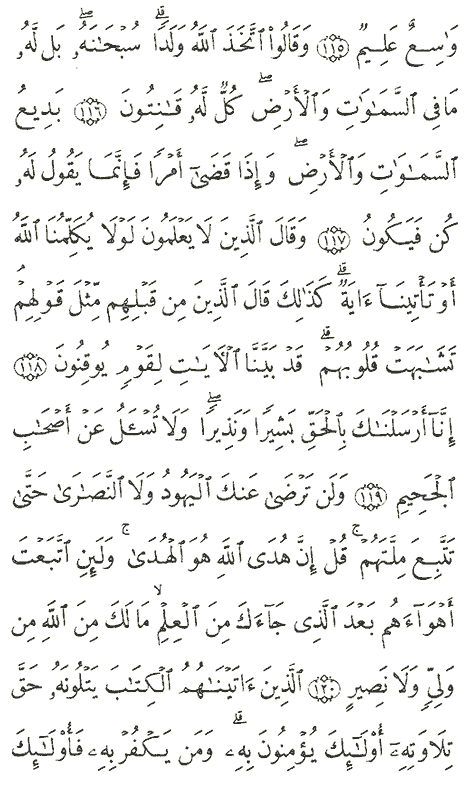 وَٰسِعٌ عَلِيمٌ ١١٥ وَقَالُوا۟ ٱتَّخَذَ ٱللَّهُ وَلَدًا ۗ سُبْحَٰنَهُۥ ۖ بَل لَّهُۥ
مَا فِى ٱلسَّمَٰوَٰتِ وَٱلْأَرْضِ ۖ كُلٌّ لَّهُۥ قَٰنِتُونَ ١١٦ بَدِيعُ
ٱلسَّمَٰوَٰتِ وَٱلْأَرْضِ ۖ وَإِذَا قَضَىٰٓ أَمْرًا فَإِنَّمَا يَقُولُ لَهُۥ
كُن فَيَكُونُ ١١٧ وَقَالَ ٱلَّذِينَ لَا يَعْلَمُونَ لَوْلَا يُكَلِّمُنَا ٱللَّهُ
أَوْ تَأْتِينَآ ءَايَةٌ ۗ كَذَٰلِكَ قَالَ ٱلَّذِينَ مِن قَبْلِهِم مِّثْلَ قَوْلِهِمْ ۘ
تَشَٰبَهَتْ قُلُوبُهُمْ ۗ قَدْ بَيَّنَّا ٱلْءَايَٰتِ لِقَوْمٍ يُوقِنُونَ ١١٨
إِنَّآ أَرْسَلْنَٰكَ بِٱلْحَقِّ بَشِيرًا وَنَذِيرًا ۖ وَلَا تُسْـَٔلُ عَنْ أَصْحَٰبِ
ٱلْجَحِيمِ ١١٩ وَلَن تَرْضَىٰ عَنكَ ٱلْيَهُودُ وَلَا ٱلنَّصَٰرَىٰ حَتَّىٰ
تَتَّبِعَ مِلَّتَهُمْ ۗ قُلْ إِنَّ هُدَى ٱللَّهِ هُوَ ٱلْهُدَىٰ ۗ وَلَئِنِ ٱتَّبَعْتَ
أَهْوَآءَهُم بَعْدَ ٱلَّذِى جَآءَكَ مِنَ ٱلْعِلْمِ ۙ مَا لَكَ مِنَ ٱللَّهِ مِن
وَلِىٍّ وَلَا نَصِيرٍ ١٢٠ ٱلَّذِينَ ءَاتَيْنَٰهُمُ ٱلْكِتَٰبَ يَتْلُونَهُۥ حَقَّ
تِلَاوَتِهِۦٓ أُو۟لَٰٓئِكَ يُؤْمِنُونَ بِهِۦ ۗ وَمَن يَكْفُرْ بِهِۦ فَأُو۟لَٰٓئِكَ